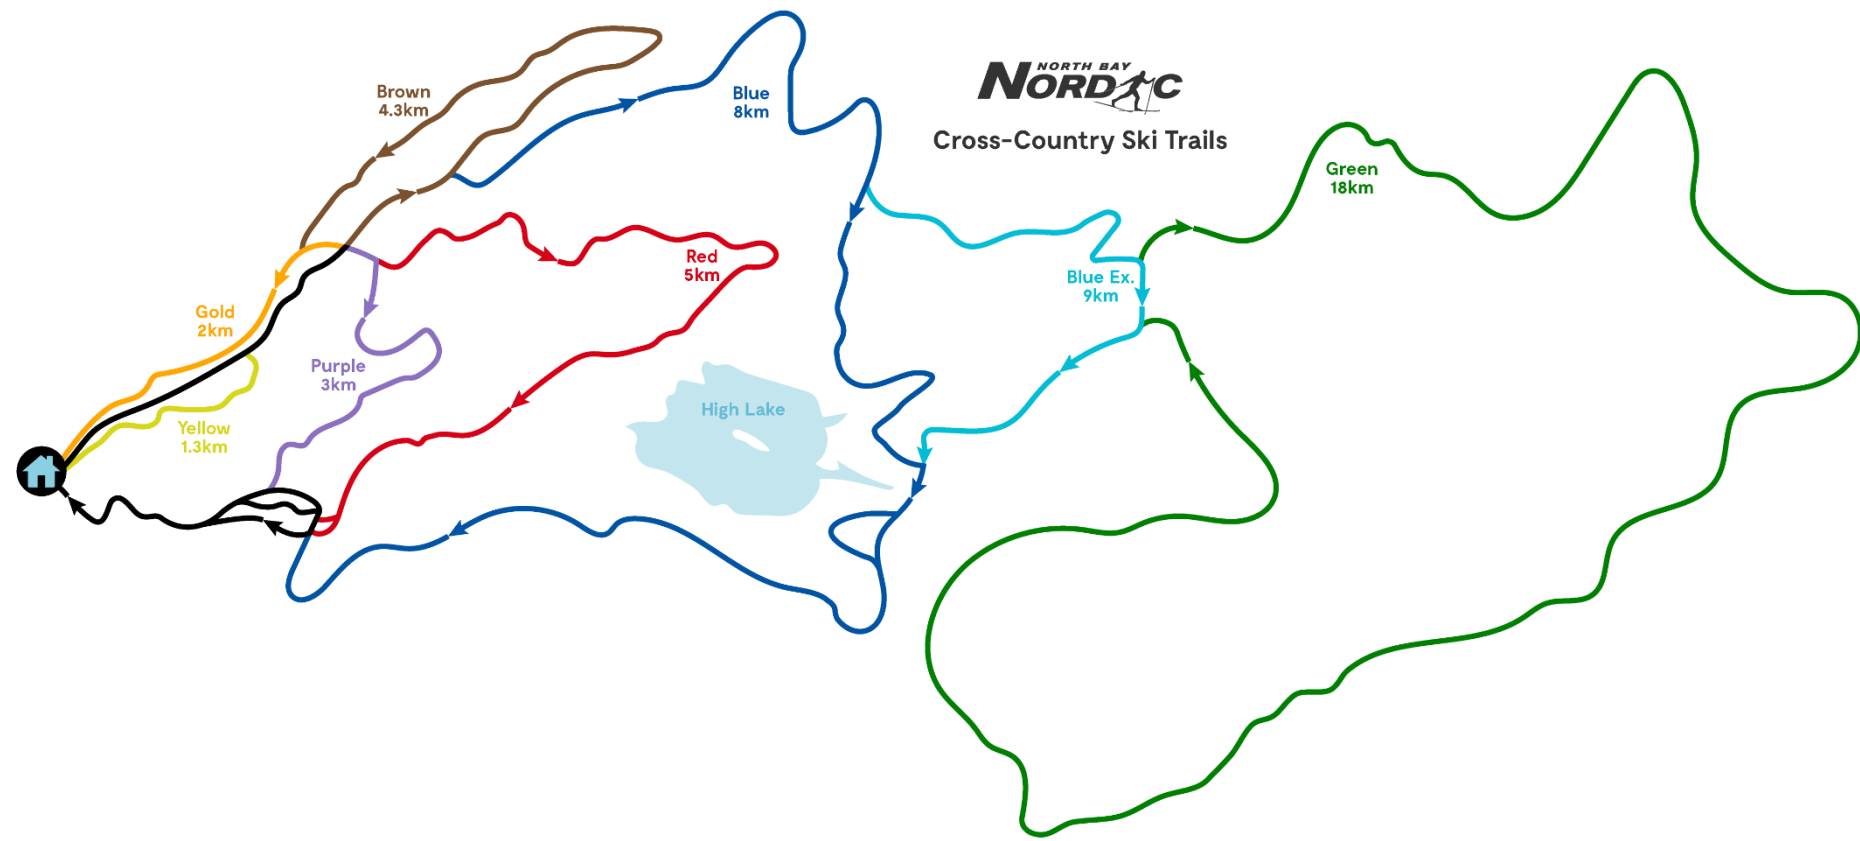 NORTH BAY
NORDIC
Cross-Country Ski Trails
Brown
4.3km
Blue
8km
Green
18km
Red
5km
Blue Ex.
9km
Gold
2km
Purple
3km
Yellow
1.3km
High Lake